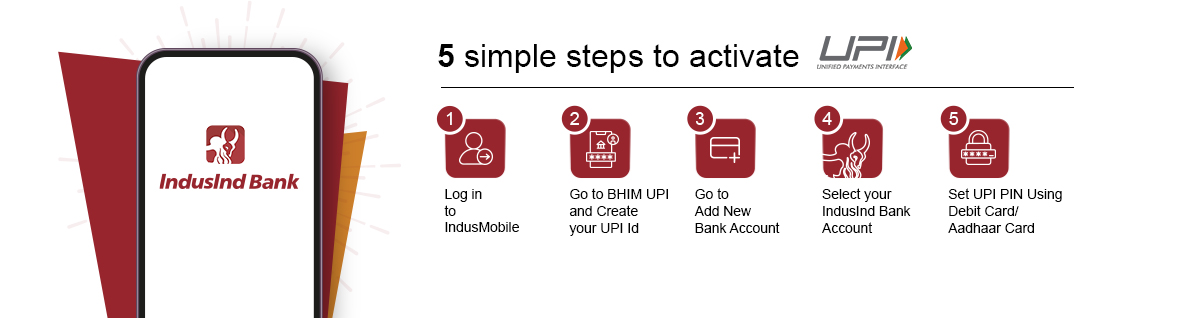 5 simple steps to activate UPI
UNIFIED PAYMENTS INTERFACE
IndusInd Bank
1
Log in
to
IndusMobile
2
****
Go to BHIM UPI
and Create
your UPI Id
3
Go to
Add New
Bank Account
4
Select your
IndusInd Bank
Account
5
****
Set UPI PIN Using
Debit Card/
Aadhaar Card